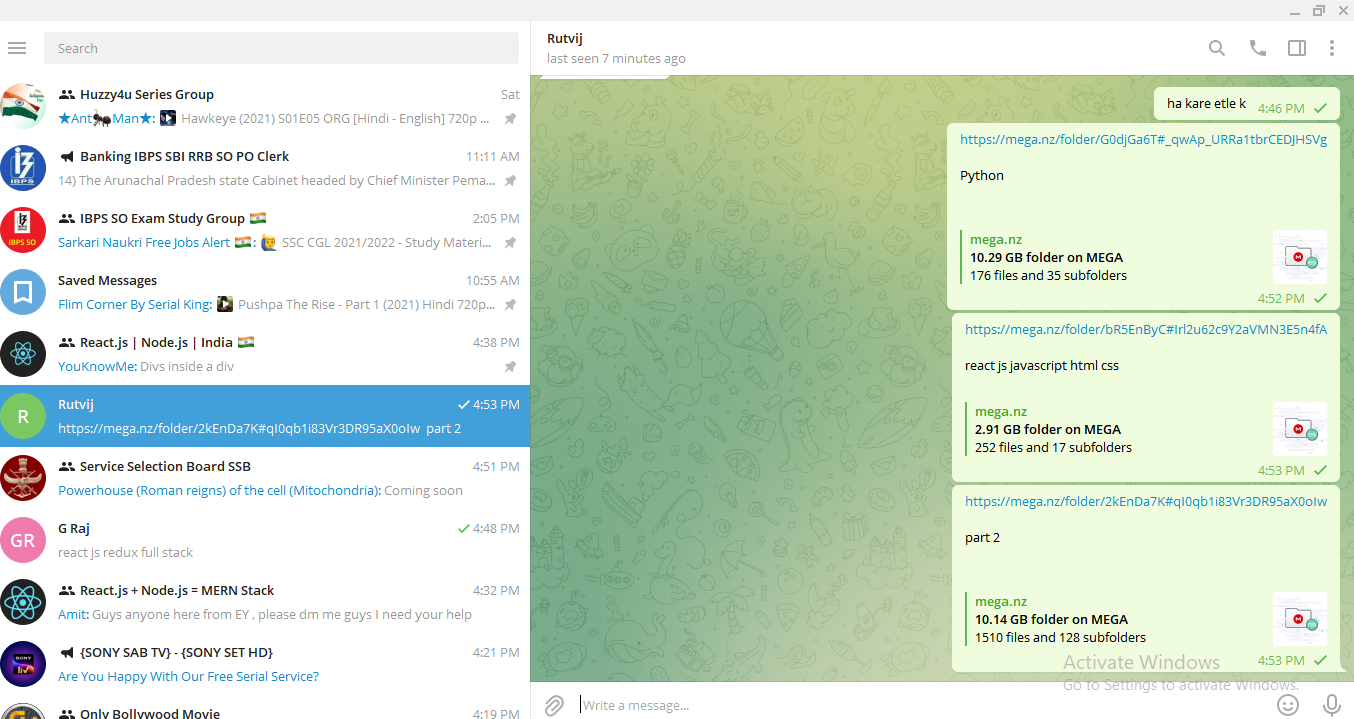 Search
Huzzy4u Series Group
Sat
★Ant🐜Man★: Hawkeye (2021) S01E05 ORG [Hindi - English] 720p ...
Banking IBPS SBI RRB SO PO Clerk
11:11 AM
14) The Arunachal Pradesh state Cabinet headed by Chief Minister Pema...
IBPS
IBPS SO Exam Study Group 🇮🇳
2:05 PM
Sarkari Naukri Free Jobs Alert 🇮🇳: 🙋‍♂️ SSC CGL 2021/2022 - Study Materi...
IBPS SO
Saved Messages
10:55 AM
Flim Corner By Serial King: Pushpa The Rise - Part 1 (2021) Hindi 720p...
React.js | Node.js | India 🇮🇳
4:38 PM
YouKnowMe: Divs inside a div
R
Rutvij
4:53 PM
https://mega.nz/folder/2kEnDa7K#qI0qb1i83Vr3DR95aX0oIw part 2
Service Selection Board SSB
4:51 PM
Powerhouse (Roman reigns) of the cell (Mitochondria): Coming soon
GR
G Raj
4:48 PM
react js redux full stack
React.js + Node.js = MERN Stack
4:32 PM
Amit: Guys anyone here from EY , please dm me guys I need your help
SONY
liv
{SONY SAB TV} - {SONY SET HD}
4:21 PM
Are You Happy With Our Free Serial Service?
Only Bollywood Movie
4:19 PM
Rutvij
last seen 7 minutes ago
ha kare etle k
4:46 PM
https://mega.nz/folder/G0djGa6T#_qwAp_URRa1tbrCEDJHSVg
Python
mega.nz
10.29 GB folder on MEGA
176 files and 35 subfolders
4:52 PM
https://mega.nz/folder/bR5EnByC#Irl2u62c9Y2aVMN3E5n4fA
react js javascript html css
mega.nz
2.91 GB folder on MEGA
252 files and 17 subfolders
4:53 PM
https://mega.nz/folder/2kEnDa7K#qI0qb1i83Vr3DR95aX0oIw
part 2
mega.nz
10.14 GB folder on MEGA
1510 files and 128 subfolders
4:53 PM
Activate Windows
Go to Settings to activate Windows.
Write a message...